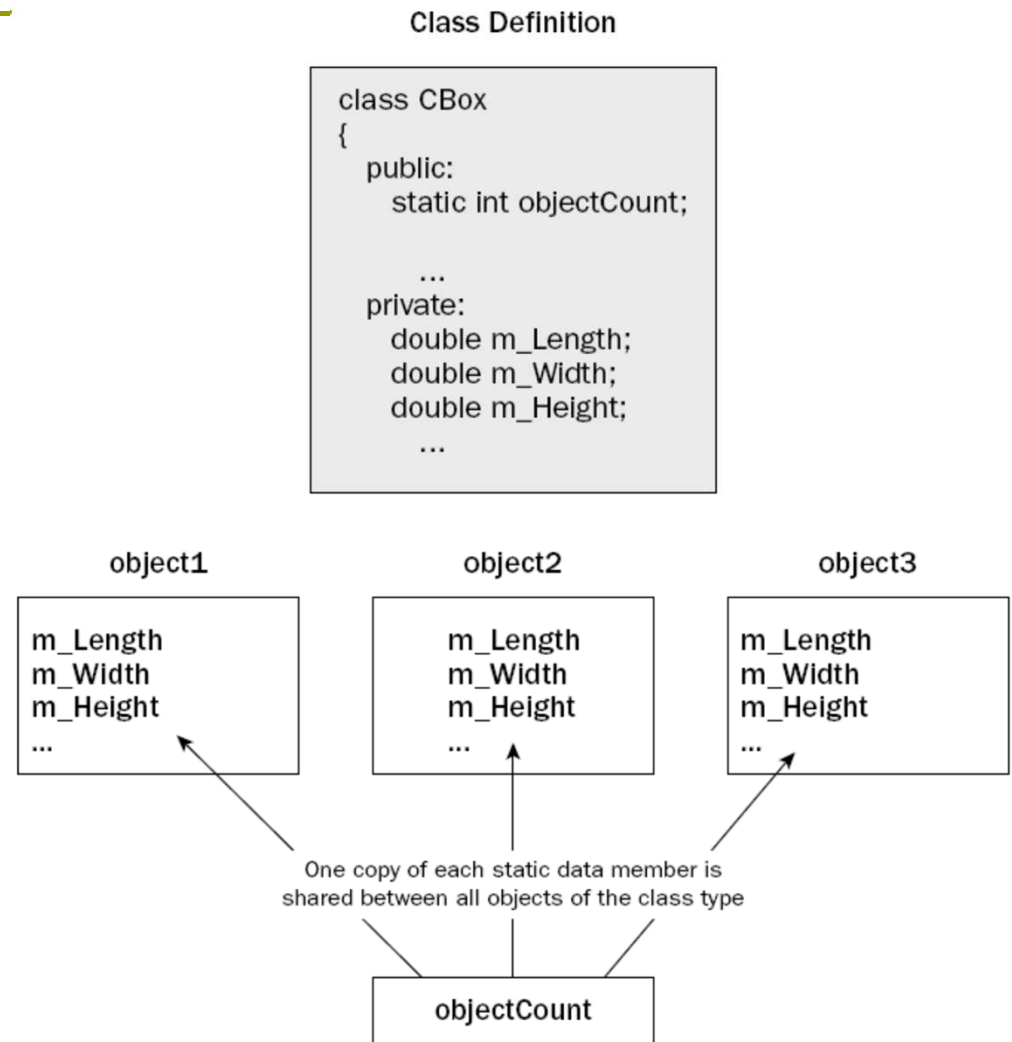 Class Definition
class CBox
{
public:
static int objectCount;
...
private:
double m_Length;
double m_Width;
double m_Height;
...
object1
m_Length
m_Width
m_Height
...
object2
m_Length
m_Width
m_Height
...
object3
m_Length
m_Width
m_Height
...
One copy of each static data member is
shared between all objects of the class type
objectCount